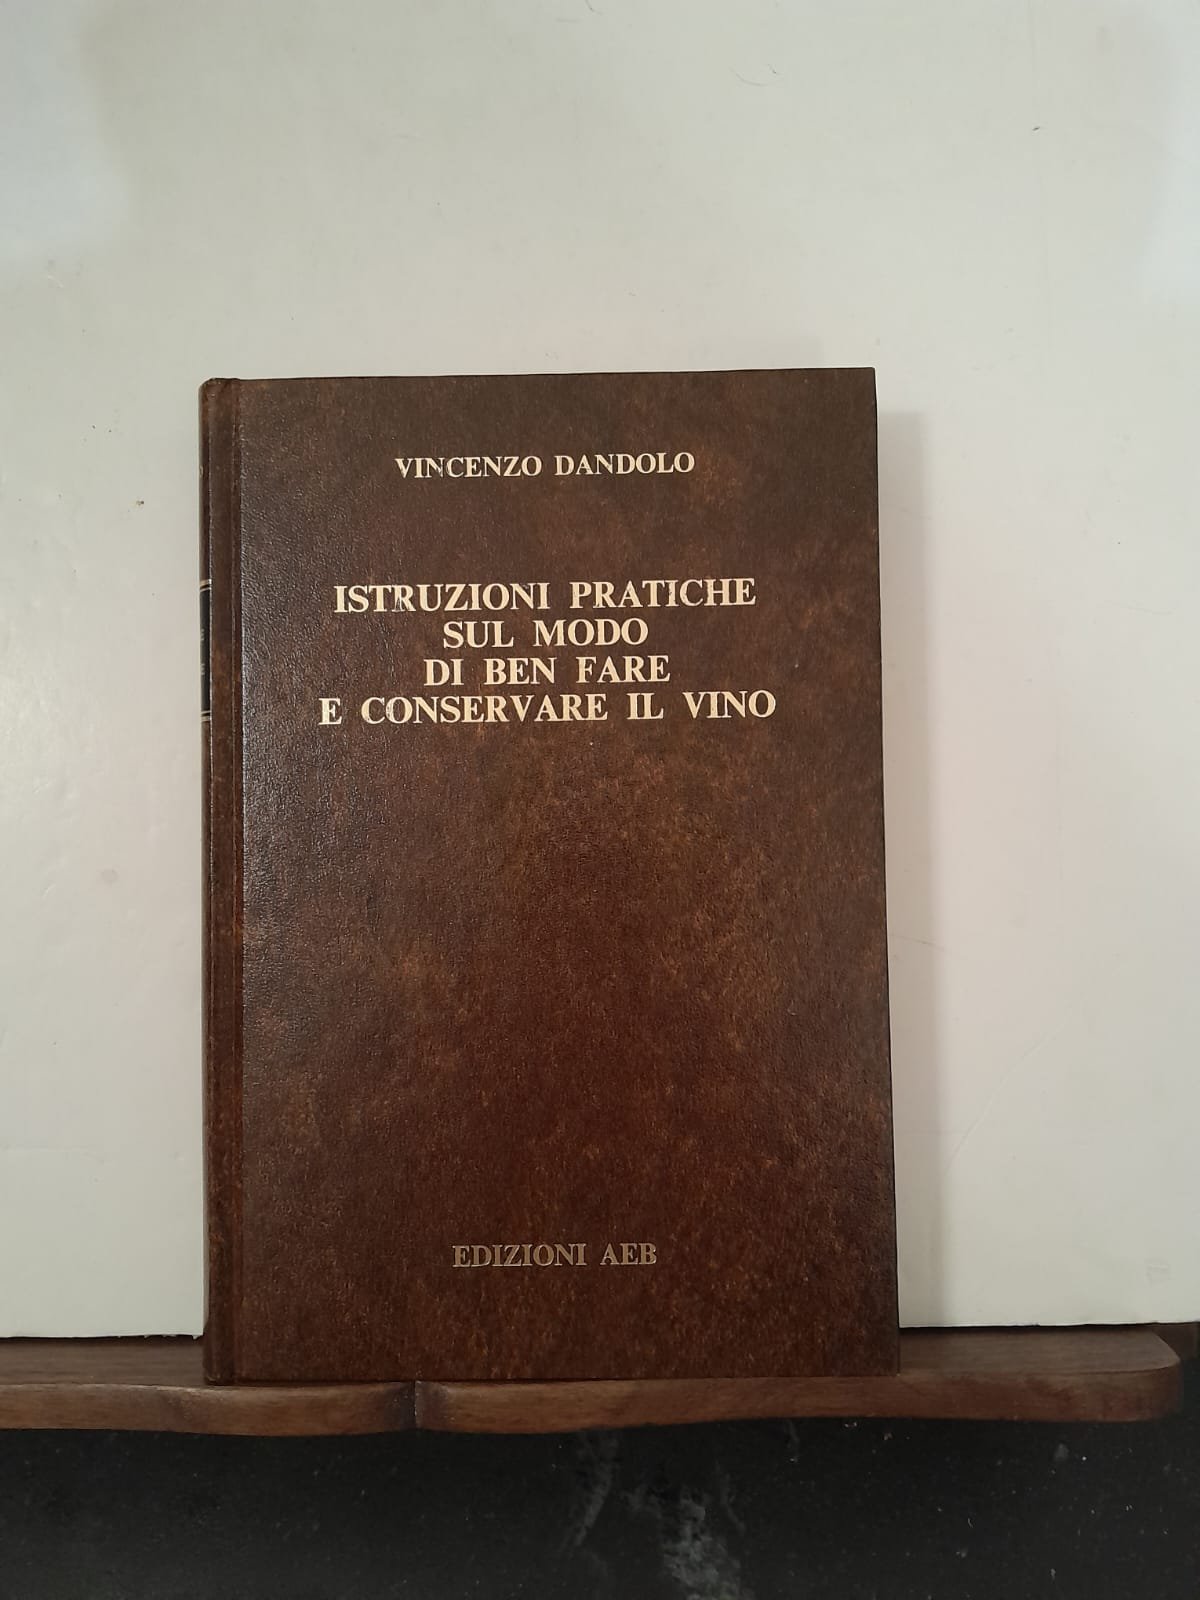 VINCENZO DANDOLO
ISTRUZIONI PRATICHE
SUL MODO
DI BEN FARE
E CONSERVARE IL VINO
EDIZIONI AEB